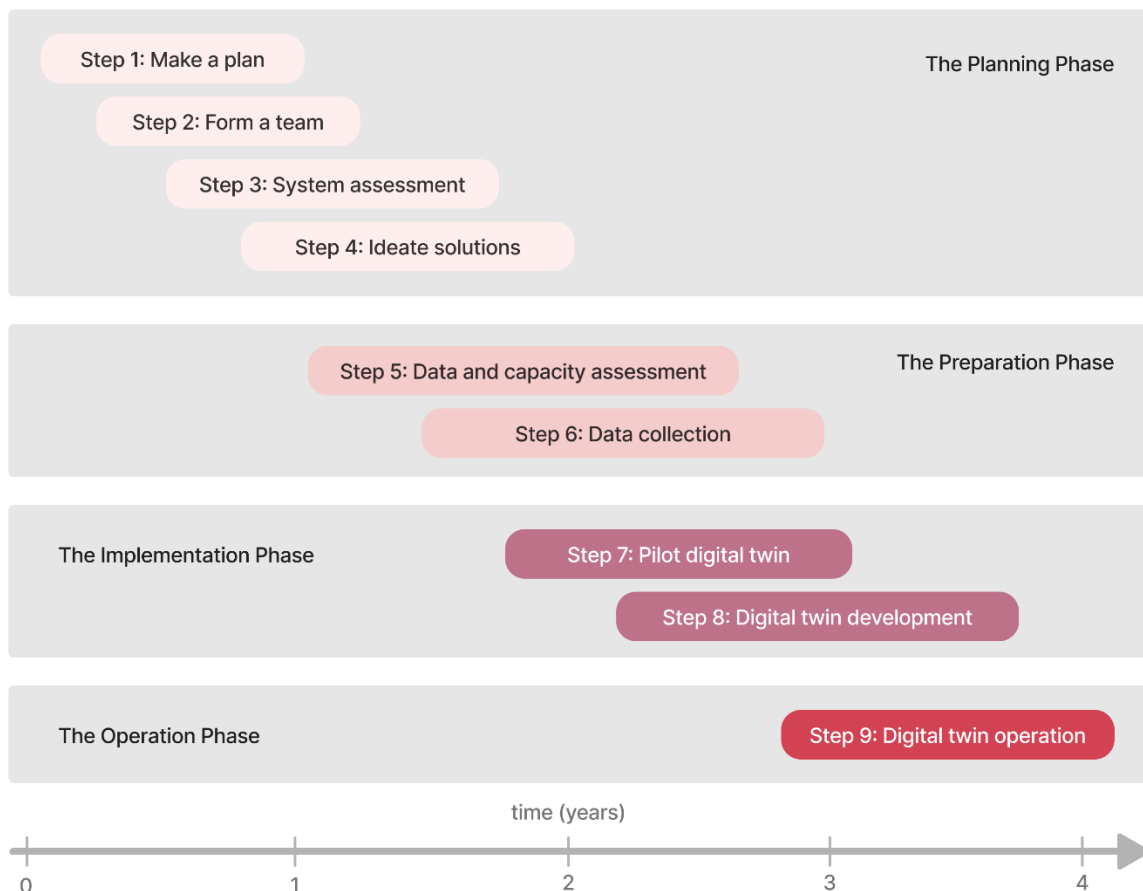 Step 1: Make a plan
The Planning Phase
Step 2: Form a team
Step 3: System assessment
Step 4: Ideate solutions
Step 5: Data and capacity assessment
The Preparation Phase
Step 6: Data collection
The Implementation Phase
Step 7: Pilot digital twin
Step 8: Digital twin development
The Operation Phase
Step 9: Digital twin operation
time (years)
0 1 2 3 4